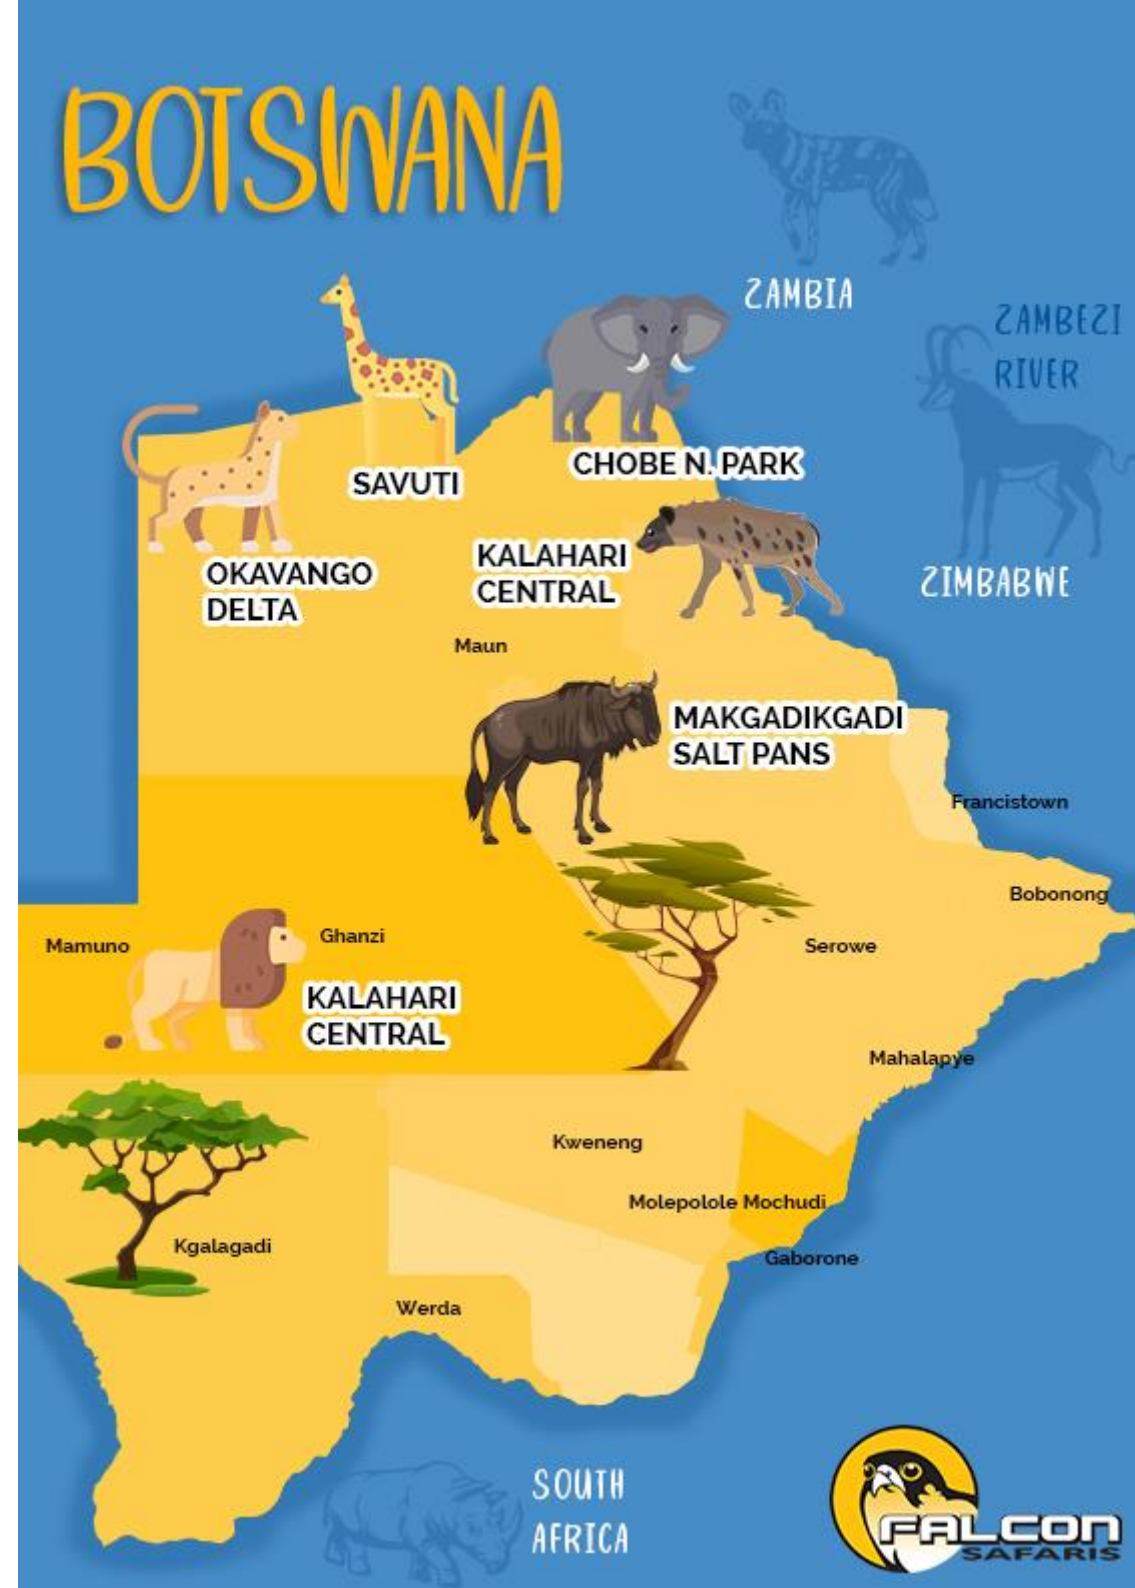 BOTSWANA
ZAMBIA
ZAMBEZI
RIVER
SAVUTI
CHOBE N. PARK
OKAVANGO
DELTA
KALAHARI
CENTRAL
ZIMBABWE
Maun
MAKGADIKGADI
SALT PANS
Francistown
Bobonong
Mamuno
Ghanzi
Serowe
KALAHARI
CENTRAL
Mahalapye
Kweneng
Molepolole Mochudi
Kgalagadi
Gaborone
Werda
SOUTH
AFRICA
FALCON
SAFARIS